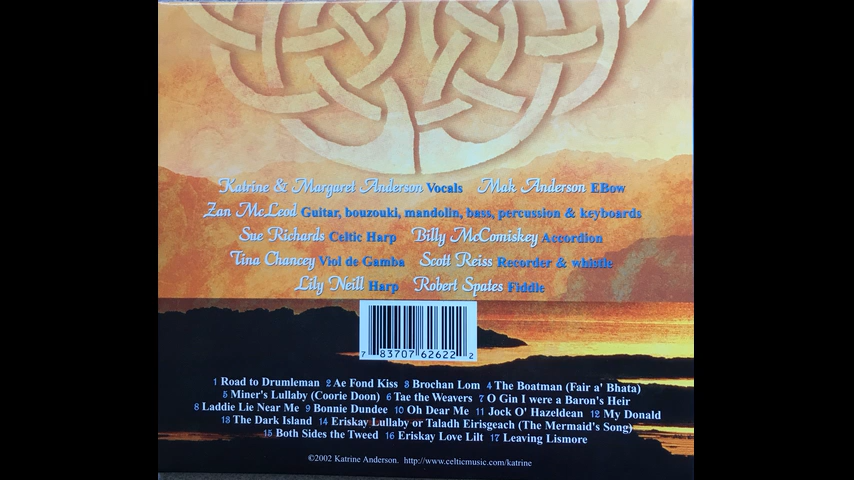 Katrine & Margaret Anderson Vocals Mak Anderson EBow
Zan McLeod Guitar, bouzouki, mandolin, bass, percussion & keyboards
Sue Richards Celtic Harp Billy McComiskey Accordion
Tina Chancey Viol de Gamba Scott Reiss Recorder & whistle
Lily Neill Harp Robert Spates Fiddle
7 83707 62622 2
1 Road to Drumleman 2 Ae Fond Kiss 3 Brochan Lom 4 The Boatman (Fair a' Bhata)
5 Miner's Lullaby (Coorie Doon) 6 Tae the Weavers 7 O Gin I were a Baron's Heir
8 Laddie Lie Near Me 9 Bonnie Dundee 10 Oh Dear Me 11 Jock O' Hazeldean 12 My Donald
13 The Dark Island 14 Eriskay Lullaby or Taladh Eirisgeach (The Mermaid's Song)
15 Both Sides the Tweed 16 Eriskay Love Lilt 17 Leaving Lismore
©2002 Katrine Anderson. http://www.celticmusic.com/katrine